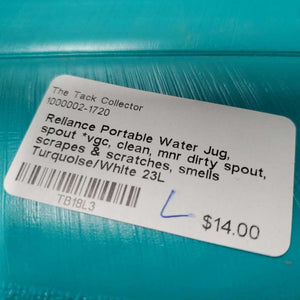 The Tack Collector
1000002-1720
Reliance Portable Water Jug,
spout *vgc, clean, mnr dirty spout,
scrapes & scratches, smells
Turquoise/White 23L
TB18L3
L
$14.00